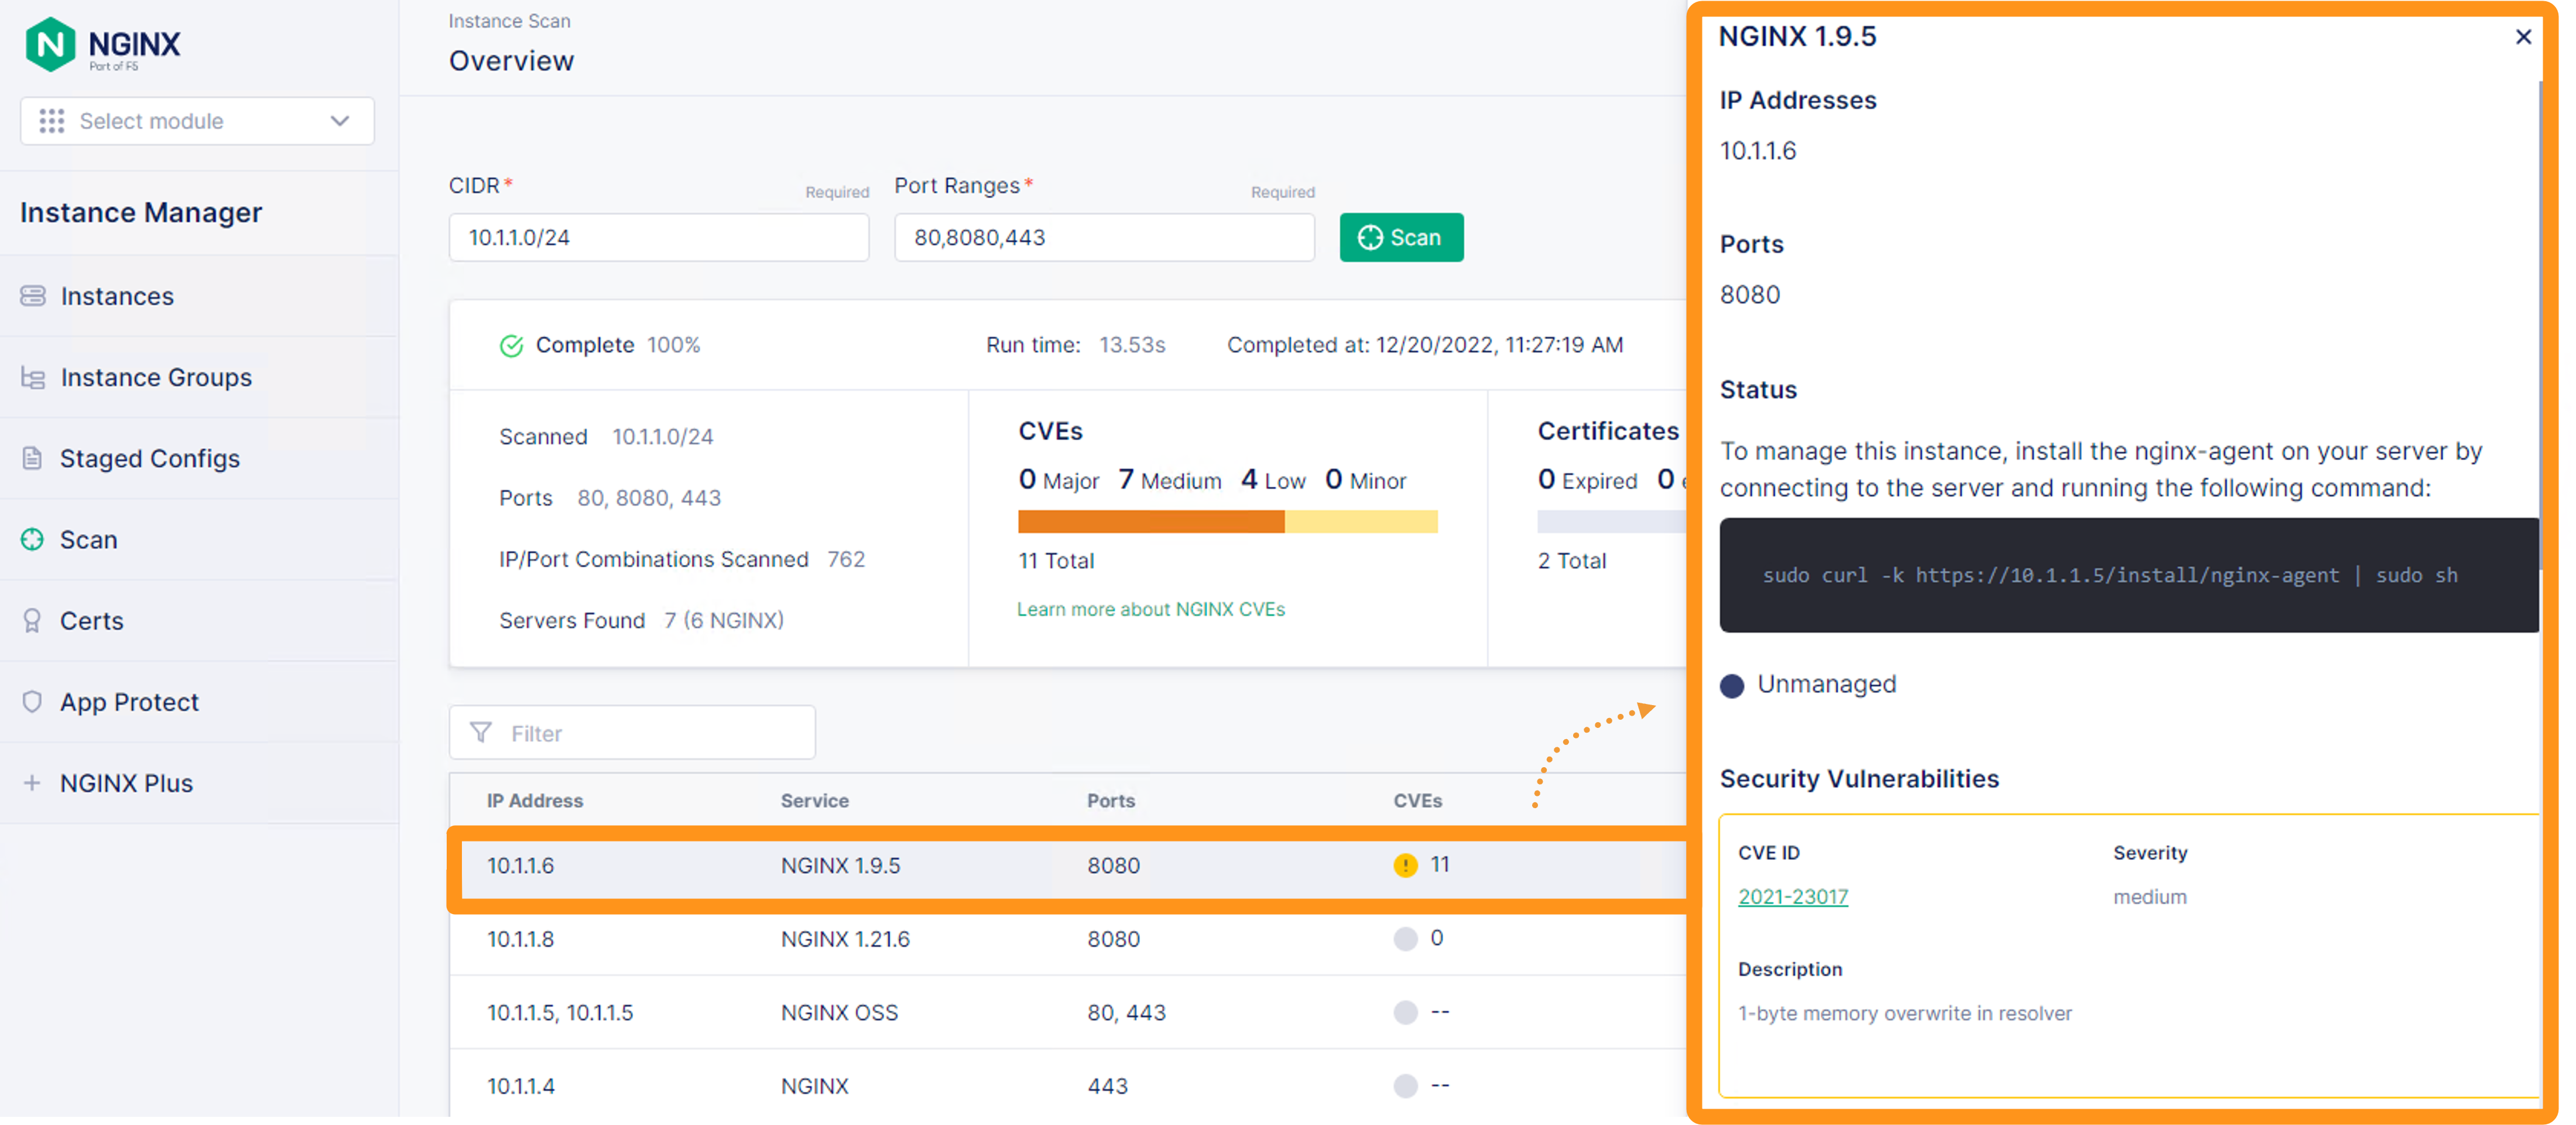 NGINX
Part of F5
Select module
Instance Manager
Instances
Instance Groups
Staged Configs
Scan
Certs
App Protect
NGINX Plus
Instance Scan
Overview
CIDR* Required
10.1.1.0/24
Port Ranges* Required
80,8080,443
Scan
Complete 100% Run time: 13.53s Completed at: 12/20/2022, 11:27:19 AM
Scanned 10.1.1.0/24
Ports 80, 8080, 443
IP/Port Combinations Scanned 762
Servers Found 7 (6 NGINX)
CVEs
0 Major 7 Medium 4 Low 0 Minor
11 Total
Learn more about NGINX CVEs
Certificates
0 Expired 0
2 Total
Filter
IP Address Service Ports CVEs
10.1.1.6 NGINX 1.9.5 8080 11
10.1.1.8 NGINX 1.21.6 8080 0
10.1.1.5, 10.1.1.5 NGINX OSS 80, 443 --
10.1.1.4 NGINX 443 --
NGINX 1.9.5
IP Addresses
10.1.1.6
Ports
8080
Status
To manage this instance, install the nginx-agent on your server by
connecting to the server and running the following command:
sudo curl -k https://10.1.1.5/install/nginx-agent | sudo sh
Unmanaged
Security Vulnerabilities
CVE ID Severity
2021-23017 medium
Description
1-byte memory overwrite in resolver